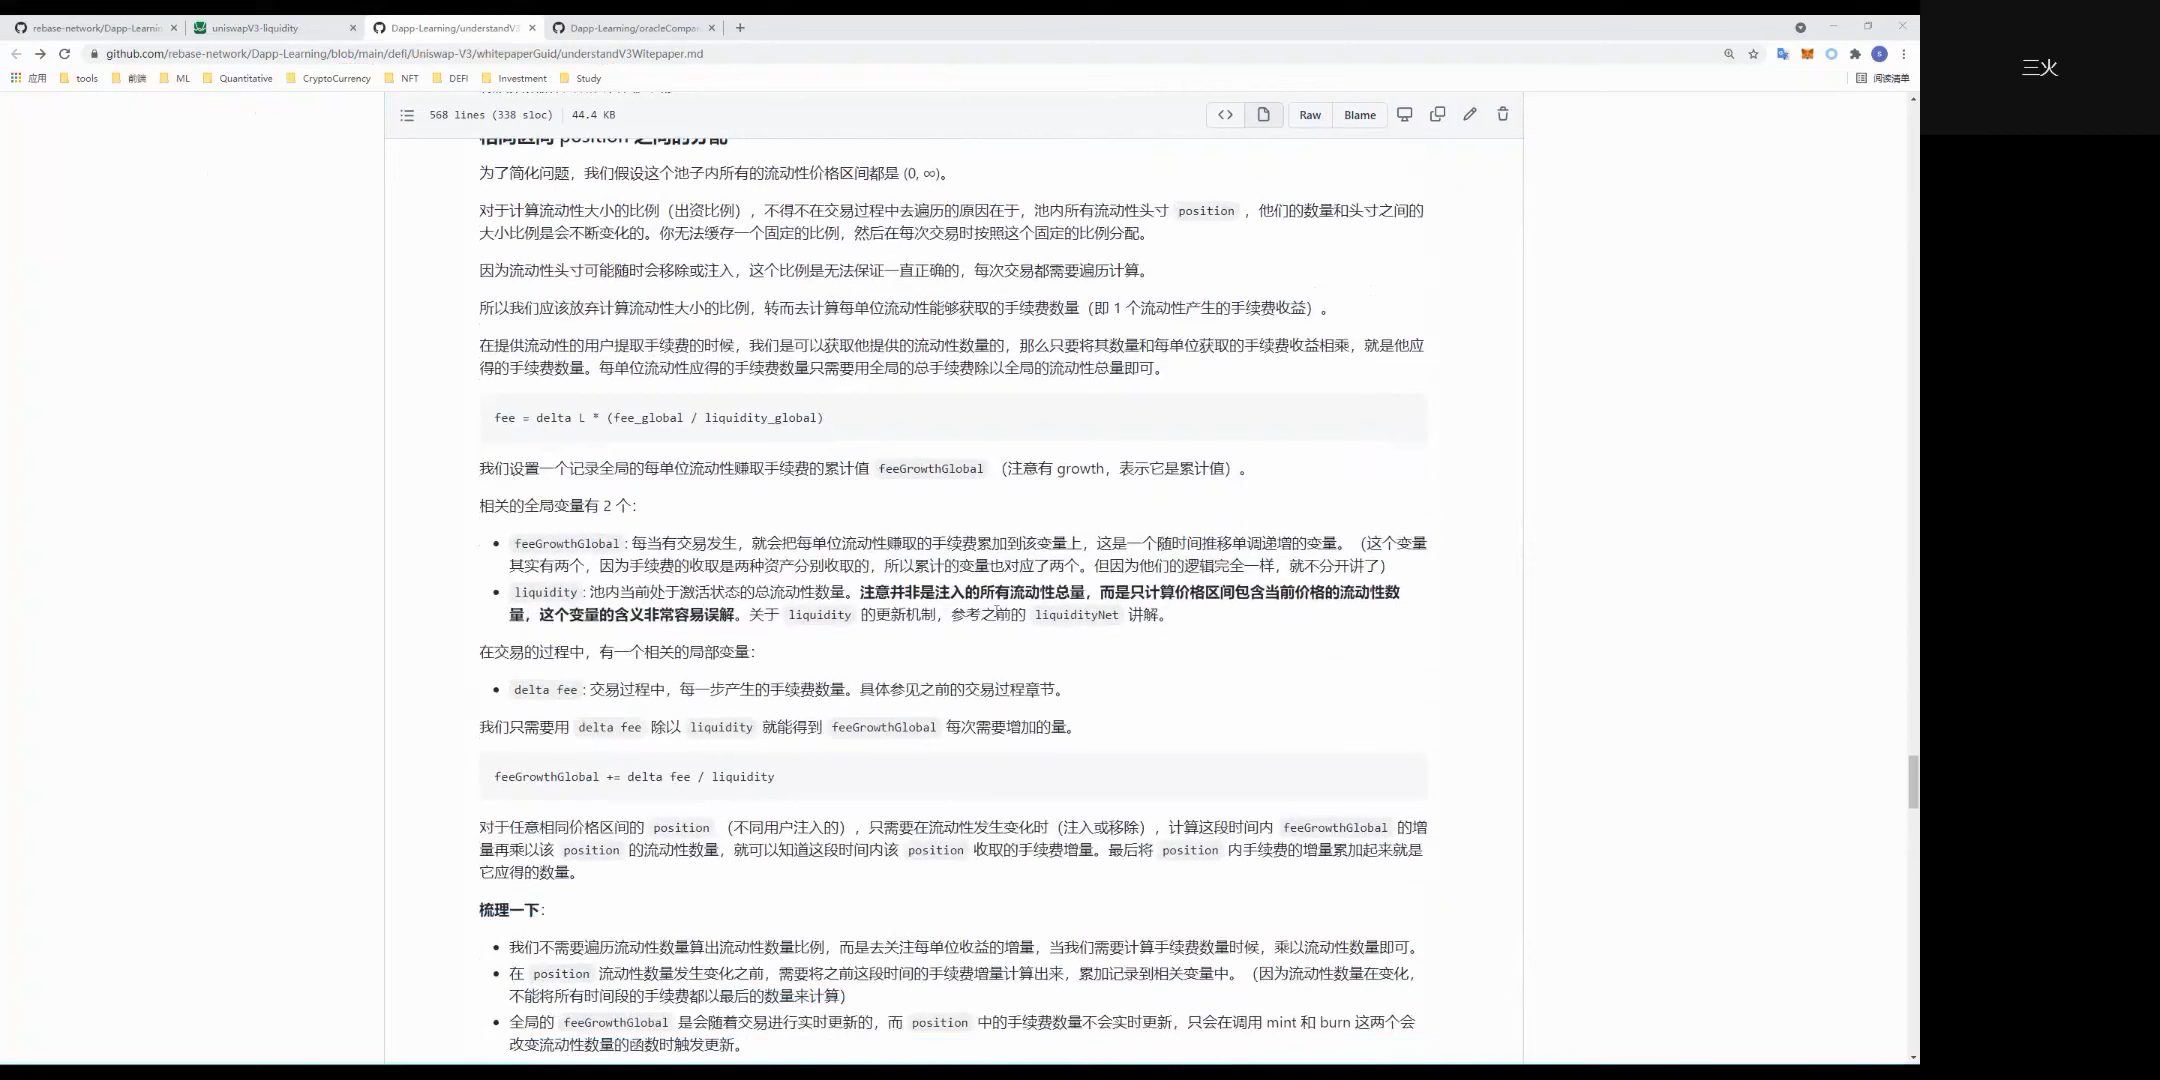 rebase-network/Dapp-Learnin
uniswapV3-liquidity
Dapp-Learning/understandV3
Dapp-Learning/oracleCompa
github.com/rebase-network/Dapp-Learning/blob/main/defi/Uniswap-V3/whitepaperGuid/understandV3Witepaper.md
应用 tools 前端 ML Quantitative CryptoCurrency NFT DEFI Investment Study 阅读清单
三火
568 lines (338 sloc) 44.4 KB Raw Blame
相同区间 position 之间的分配
为了简化问题，我们假设这个池子内所有的流动性价格区间都是 (0, ∞)。
对于计算流动性大小的比例（出资比例），不得不在交易过程中去遍历的原因在于，池内所有流动性头寸 position ，他们的数量和头寸之间的
大小比例是会不断变化的。你无法缓存一个固定的比例，然后在每次交易时按照这个固定的比例分配。
因为流动性头寸可能随时会移除或注入，这个比例是无法保证一直正确的，每次交易都需要遍历计算。
所以我们应该放弃计算流动性大小的比例，转而去计算每单位流动性能够获取的手续费数量（即 1 个流动性产生的手续费收益）。
在提供流动性的用户提取手续费的时候，我们是可以获取他提供的流动性数量的，那么只要将其数量和每单位获取的手续费收益相乘，就是他应
得的手续费数量。每单位流动性应得的手续费数量只需要用全局的总手续费除以全局的流动性总量即可。
fee = delta L * (fee_global / liquidity_global)
我们设置一个记录全局的每单位流动性赚取手续费的累计值 feeGrowthGlobal （注意有 growth，表示它是累计值）。
相关的全局变量有 2 个：
• feeGrowthGlobal : 每当有交易发生，就会把每单位流动性赚取的手续费累加到该变量上，这是一个随时间推移单调递增的变量。（这个变量
其实有两个，因为手续费的收取是两种资产分别收取的，所以累计的变量也对应了两个。但因为他们的逻辑完全一样，就不分开讲了）
• liquidity : 池内当前处于激活状态的总流动性数量。注意并非是注入的所有流动性总量，而是只计算价格区间包含当前价格的流动性数
量，这个变量的含义非常容易误解。关于 liquidity 的更新机制，参考之前的 liquidityNet 讲解。
在交易的过程中，有一个相关的局部变量：
• delta fee : 交易过程中，每一步产生的手续费数量。具体参见之前的交易过程章节。
我们只需要用 delta fee 除以 liquidity 就能得到 feeGrowthGlobal 每次需要增加的量。
feeGrowthGlobal += delta fee / liquidity
对于任意相同价格区间的 position （不同用户注入的），只需要在流动性发生变化时（注入或移除），计算这段时间内 feeGrowthGlobal 的增
量再乘以该 position 的流动性数量，就可以知道这段时间内该 position 收取的手续费增量。最后将 position 内手续费的增量累加起来就是
它应得的数量。
梳理一下：
• 我们不需要遍历流动性数量算出流动性数量比例，而是去关注每单位收益的增量，当我们需要计算手续费数量时候，乘以流动性数量即可。
• 在 position 流动性数量发生变化之前，需要将之前这段时间的手续费增量计算出来，累加记录到相关变量中。（因为流动性数量在变化，
不能将所有时间段的手续费都以最后的数量来计算）
• 全局的 feeGrowthGlobal 是会随着交易进行实时更新的，而 position 中的手续费数量不会实时更新，只会在调用 mint 和 burn 这两个会
改变流动性数量的函数时触发更新。